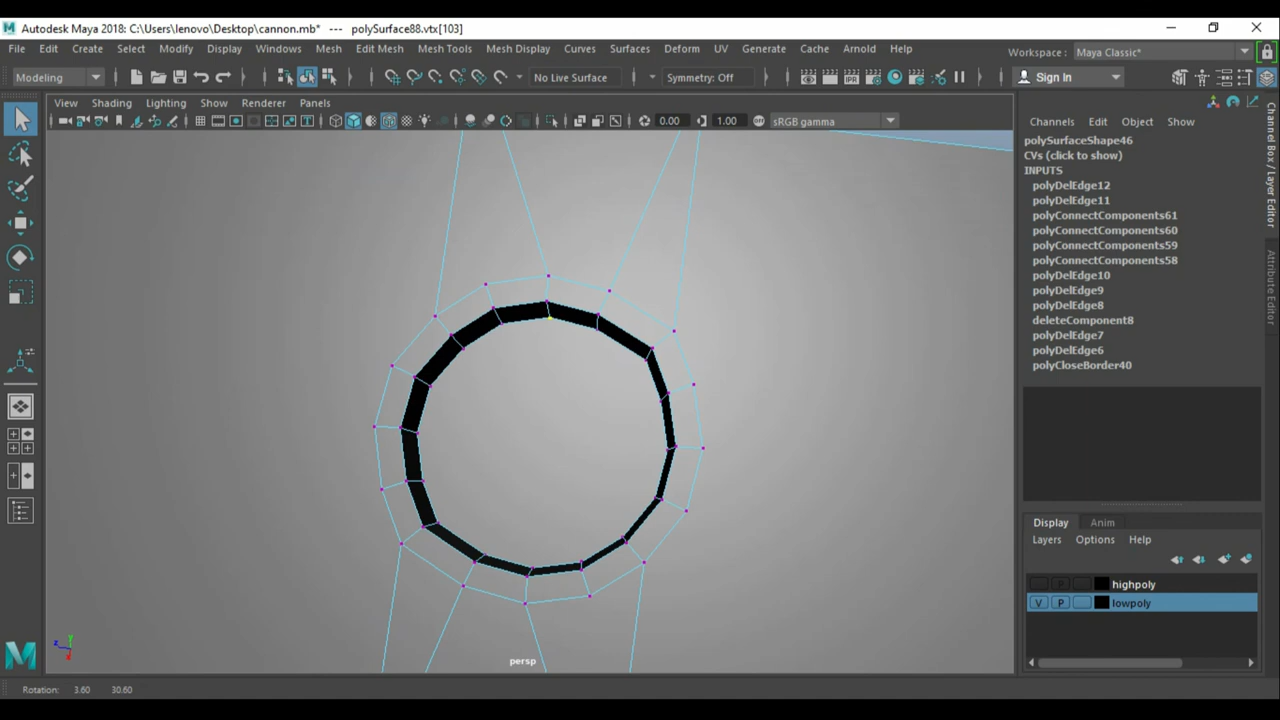 Autodesk Maya 2018: C:\Users\lenovo\Desktop\cannon.mb* --- polySurface88.vtx[103]
File Edit Create Select Modify Display Windows Mesh Edit Mesh Mesh Tools Mesh Display Curves Surfaces Deform UV Generate Cache Arnold Help Workspace : Maya Classic*
Modeling No Live Surface Symmetry: Off Sign In
View Shading Lighting Show Renderer Panels
0.00 1.00 sRGB gamma
Channels Edit Object Show
polySurfaceShape46
CVs (click to show)
INPUTS
polyDelEdge12
polyDelEdge11
polyConnectComponents61
polyConnectComponents60
polyConnectComponents59
polyConnectComponents58
polyDelEdge10
polyDelEdge9
polyDelEdge8
deleteComponent8
polyDelEdge7
polyDelEdge6
polyCloseBorder40
Channel Box / Layer Editor
Attribute Editor
Display Anim
Layers Options Help
P highpoly
V P lowpoly
persp
z y x
Rotation: 3.60 30.60